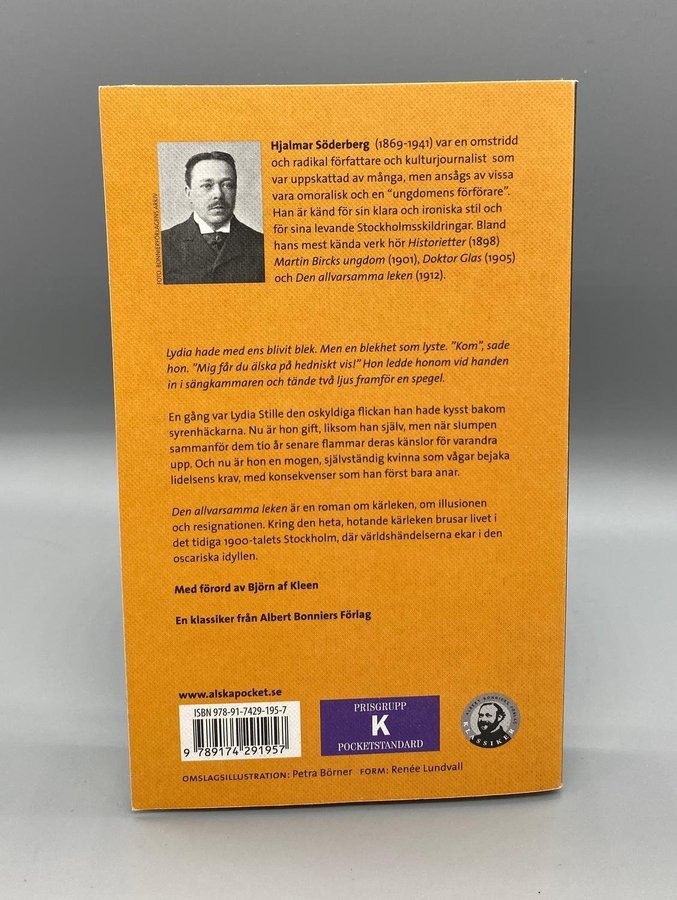 Hjalmar Söderberg (1869-1941) var en omstridd
och radikal författare och kulturjournalist som
var uppskattad av många, men ansågs av vissa
vara omoralisk och en "ungdomens förförare".
Han är känd för sin klara och ironiska stil och
för sina levande Stockholmsskildringar. Bland
hans mest kända verk hör Historietter (1898)
Martin Bircks ungdom (1901), Doktor Glas (1905)
och Den allvarsamma leken (1912).
FOTO: BONNIERFÖRLAGENS ARKIV
Lydia hade med ens blivit blek. Men en blekhet som lyste. "Kom", sade
hon. "Mig får du älska på hedniskt vis!" Hon ledde honom vid handen
in i sängkammaren och tände två ljus framför en spegel.
En gång var Lydia Stille den oskyldiga flickan han hade kysst bakom
syrenhäckarna. Nu är hon gift, liksom han själv, men när slumpen
sammanför dem tio år senare flammar deras känslor för varandra
upp. Och nu är hon en mogen, självständig kvinna som vågar bejaka
lidelsens krav, med konsekvenser som han först bara anar.
Den allvarsamma leken är en roman om kärleken, om illusionen
och resignationen. Kring den heta, hotande kärleken brusar livet i
det tidiga 1900-talets Stockholm, där världshändelserna ekar i den
oscariska idyllen.
Med förord av Björn af Kleen
En klassiker från Albert Bonniers Förlag
www.alskapocket.se
ISBN 978-91-7429-195-7
9 789174 291957
PRISGRUPP
K
POCKETSTANDARD
ALBERT BONNIERS FÖRLAG
KLASSIKER
OMSLAGSILLUSTRATION: Petra Börner FORM: Renée Lundvall